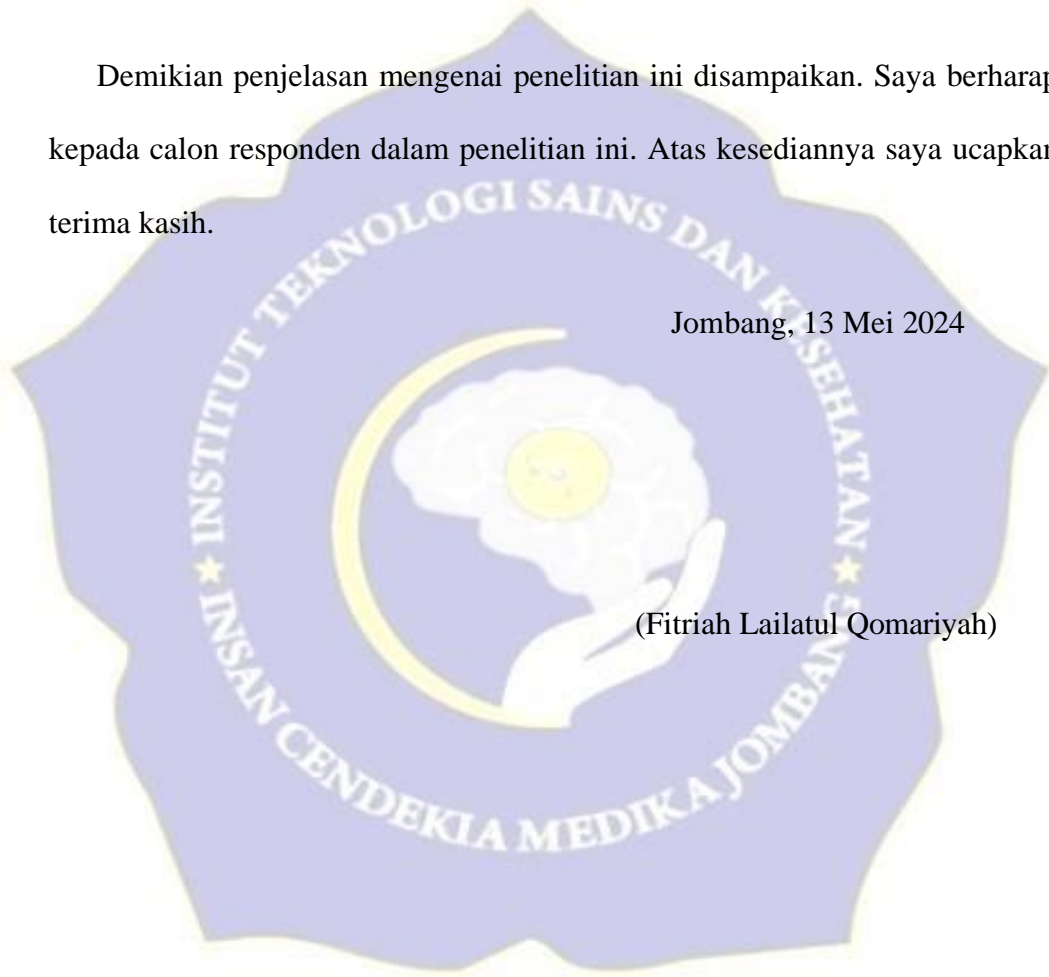 Demikian penjelasan mengenai penelitian ini disampaikan. Saya berharap
kepada calon responden dalam penelitian ini. Atas kesediannya saya ucapkan
terima kasih.
Jombang, 13 Mei 2024
(Fitriah Lailatul Qomariyah)
INSTITUT TEKNOLOGI SAINS DAN KESEHATAN
★ INSAN CENDEKIA MEDIKA JOMBANG ★